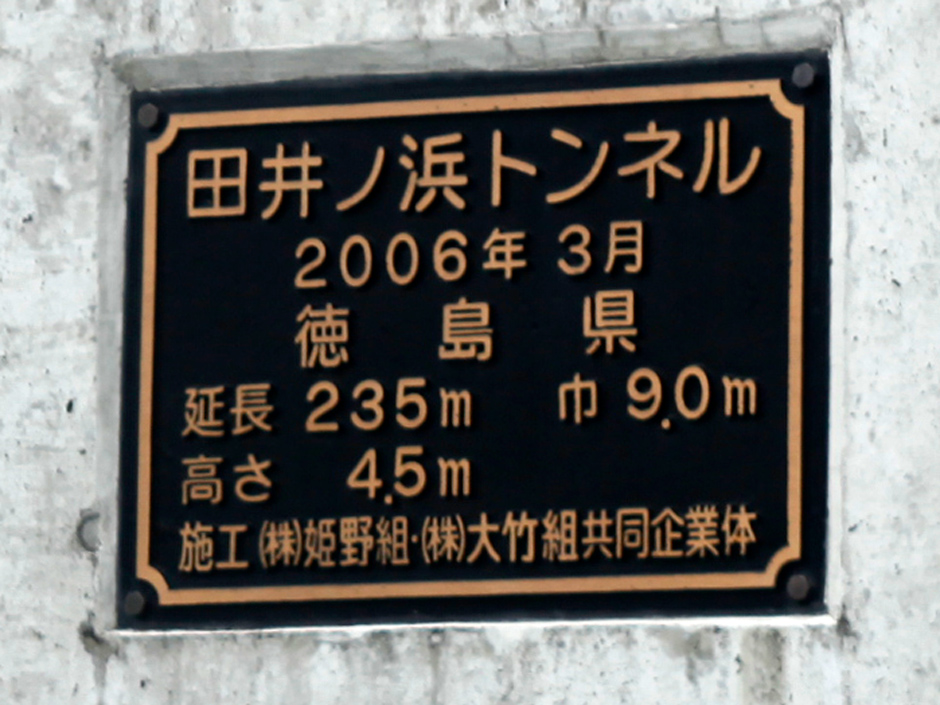 田井ノ浜トンネル
2006年 3月
徳島県
延長 235m 巾 9.0m
高さ 4.5m
施工 ㈱姫野組・㈱大竹組共同企業体